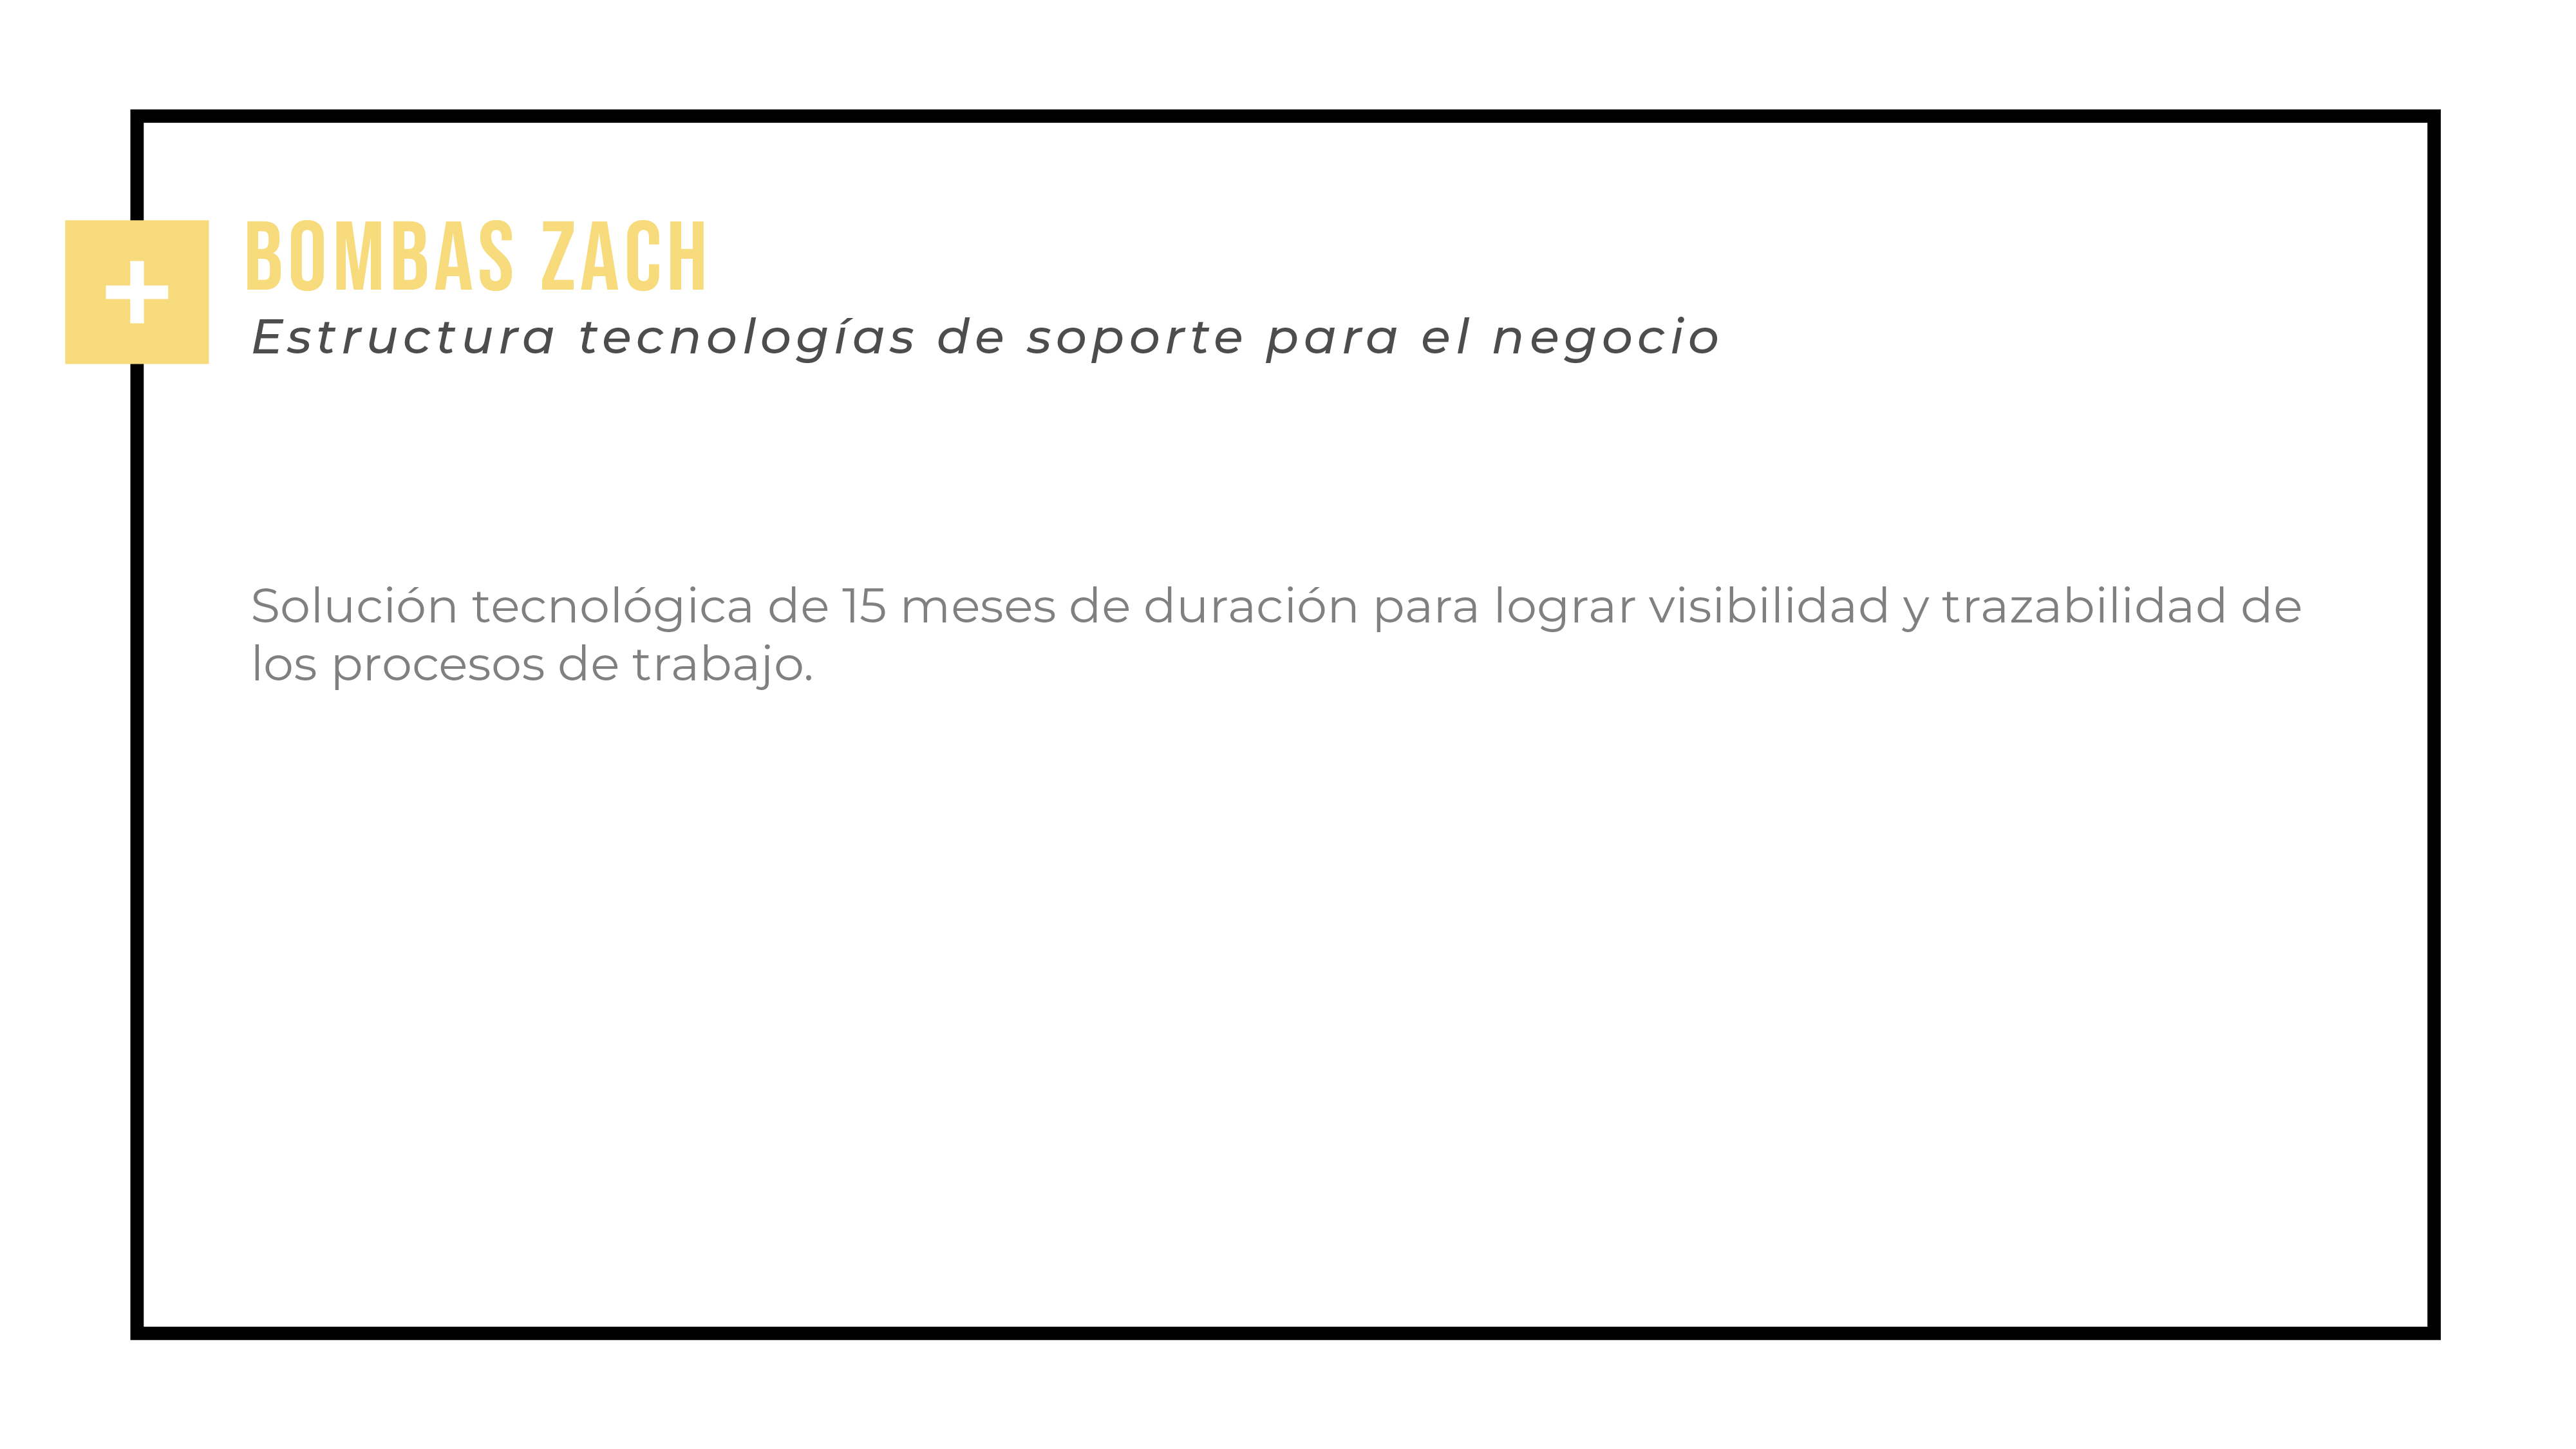 BOMBAS ZACH
Estructura tecnologías de soporte para el negocio
Solución tecnológica de 15 meses de duración para lograr visibilidad y trazabilidad de
los procesos de trabajo.